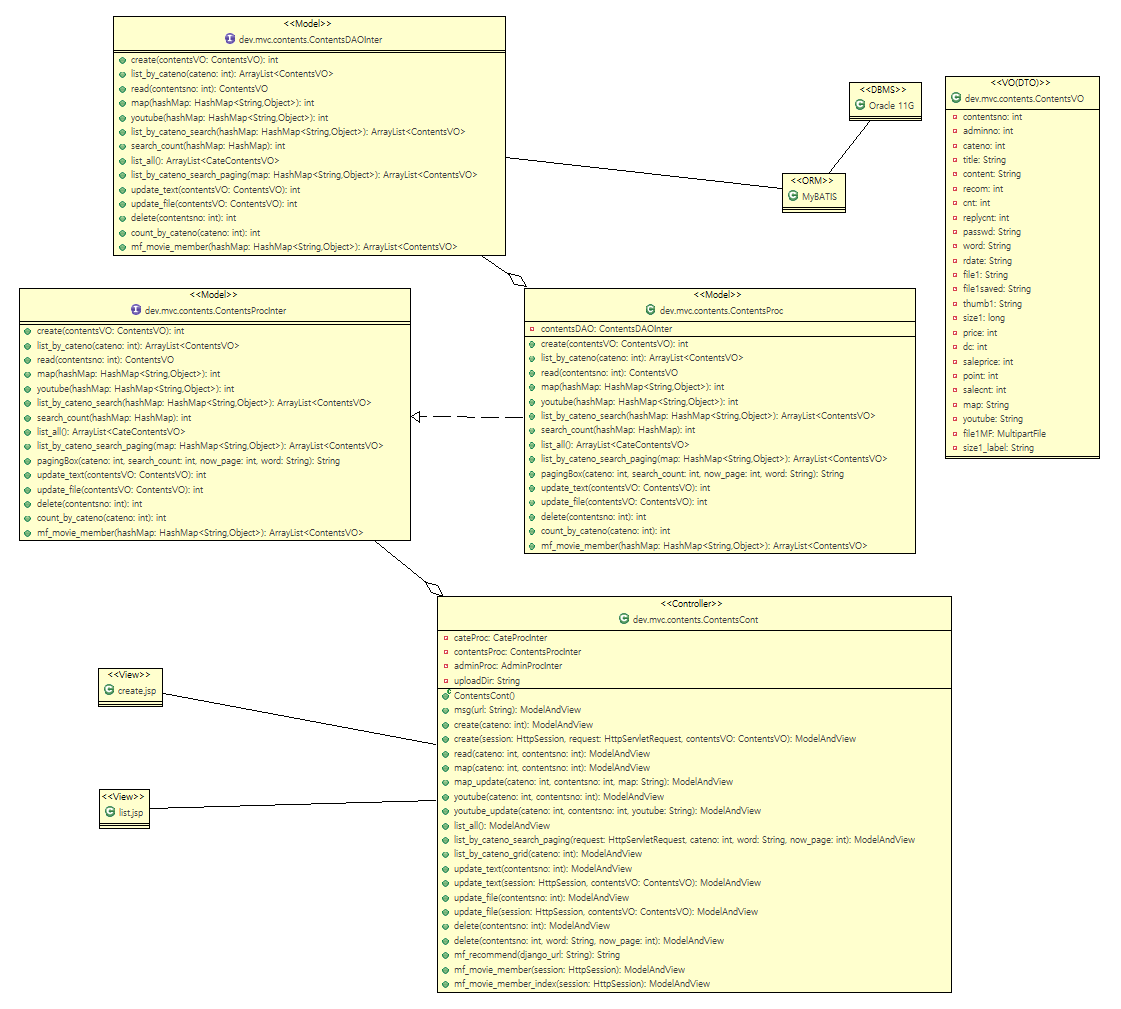 <<Model>>
dev.mvc.contents.ContentsDAOInter
create(contentsVO: ContentsVO): int
list_by_cateno(cateno: int): ArrayList<ContentsVO>
read(contentsno: int): ContentsVO
map(hashMap: HashMap<String,Object>): int
youtube(hashMap: HashMap<String,Object>): int
list_by_cateno_search(hashMap: HashMap<String,Object>): ArrayList<ContentsVO>
search_count(hashMap: HashMap): int
list_all(): ArrayList<CateContentsVO>
list_by_cateno_search_paging(map: HashMap<String,Object>): ArrayList<ContentsVO>
update_text(contentsVO: ContentsVO): int
update_file(contentsVO: ContentsVO): int
delete(contentsno: int): int
count_by_cateno(cateno: int): int
mf_movie_member(hashMap: HashMap<String,Object>): ArrayList<ContentsVO>
<<DBMS>>
Oracle 11G
<<ORM>>
MyBATIS
<<VO(DTO)>>
dev.mvc.contents.ContentsVO
contentsno: int
adminno: int
cateno: int
title: String
content: String
recom: int
cnt: int
replycnt: int
passwd: String
word: String
rdate: String
file1: String
file1saved: String
thumb1: String
size1: long
price: int
dc: int
saleprice: int
point: int
salecnt: int
map: String
youtube: String
file1MF: MultipartFile
size1_label: String
<<Model>>
dev.mvc.contents.ContentsProcInter
create(contentsVO: ContentsVO): int
list_by_cateno(cateno: int): ArrayList<ContentsVO>
read(contentsno: int): ContentsVO
map(hashMap: HashMap<String,Object>): int
youtube(hashMap: HashMap<String,Object>): int
list_by_cateno_search(hashMap: HashMap<String,Object>): ArrayList<ContentsVO>
search_count(hashMap: HashMap): int
list_all(): ArrayList<CateContentsVO>
list_by_cateno_search_paging(map: HashMap<String,Object>): ArrayList<ContentsVO>
pagingBox(cateno: int, search_count: int, now_page: int, word: String): String
update_text(contentsVO: ContentsVO): int
update_file(contentsVO: ContentsVO): int
delete(contentsno: int): int
count_by_cateno(cateno: int): int
mf_movie_member(hashMap: HashMap<String,Object>): ArrayList<ContentsVO>
<<Model>>
dev.mvc.contents.ContentsProc
contentsDAO: ContentsDAOInter
create(contentsVO: ContentsVO): int
list_by_cateno(cateno: int): ArrayList<ContentsVO>
read(contentsno: int): ContentsVO
map(hashMap: HashMap<String,Object>): int
youtube(hashMap: HashMap<String,Object>): int
list_by_cateno_search(hashMap: HashMap<String,Object>): ArrayList<ContentsVO>
search_count(hashMap: HashMap): int
list_all(): ArrayList<CateContentsVO>
list_by_cateno_search_paging(map: HashMap<String,Object>): ArrayList<ContentsVO>
pagingBox(cateno: int, search_count: int, now_page: int, word: String): String
update_text(contentsVO: ContentsVO): int
update_file(contentsVO: ContentsVO): int
delete(contentsno: int): int
count_by_cateno(cateno: int): int
mf_movie_member(hashMap: HashMap<String,Object>): ArrayList<ContentsVO>
<<View>>
create.jsp
<<View>>
list.jsp
<<Controller>>
dev.mvc.contents.ContentsCont
cateProc: CateProcInter
contentsProc: ContentsProcInter
adminProc: AdminProcInter
uploadDir: String
ContentsCont()
msg(url: String): ModelAndView
create(cateno: int): ModelAndView
create(session: HttpSession, request: HttpServletRequest, contentsVO: ContentsVO): ModelAndView
read(cateno: int, contentsno: int): ModelAndView
map(cateno: int, contentsno: int): ModelAndView
map_update(cateno: int, contentsno: int, map: String): ModelAndView
youtube(cateno: int, contentsno: int): ModelAndView
youtube_update(cateno: int, contentsno: int, youtube: String): ModelAndView
list_all(): ModelAndView
list_by_cateno_search_paging(request: HttpServletRequest, cateno: int, word: String, now_page: int): ModelAndView
list_by_cateno_grid(cateno: int): ModelAndView
update_text(contentsno: int): ModelAndView
update_text(session: HttpSession, contentsVO: ContentsVO): ModelAndView
update_file(contentsno: int): ModelAndView
update_file(session: HttpSession, contentsVO: ContentsVO): ModelAndView
delete(contentsno: int): ModelAndView
delete(contentsno: int, word: String, now_page: int): ModelAndView
mf_recommend(django_url: String): String
mf_movie_member(session: HttpSession): ModelAndView
mf_movie_member_index(session: HttpSession): ModelAndView